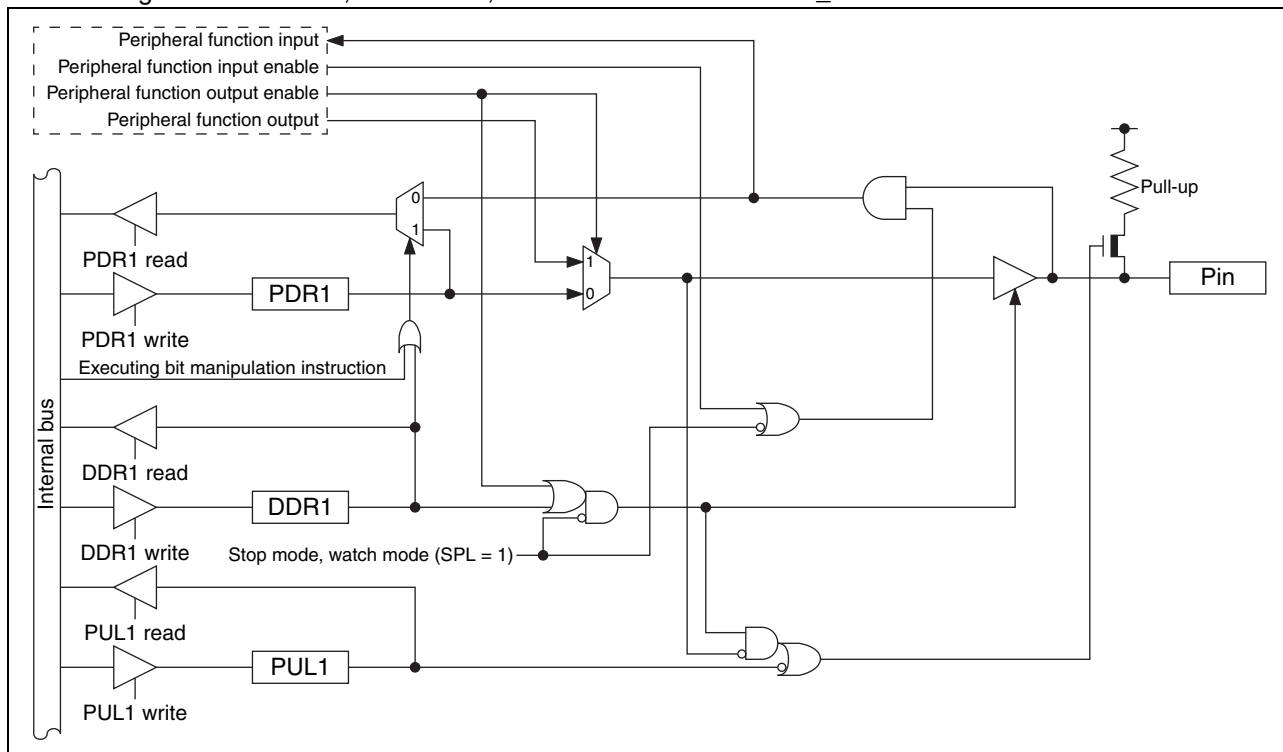 Peripheral function input
Peripheral function input enable
Peripheral function output enable
Peripheral function output
Pull-up
0
1
PDR1 read
1
0
PDR1
Pin
PDR1 write
Executing bit manipulation instruction
Internal bus
DDR1 read
DDR1
DDR1 write
Stop mode, watch mode (SPL = 1)
PUL1 read
PUL1
PUL1 write